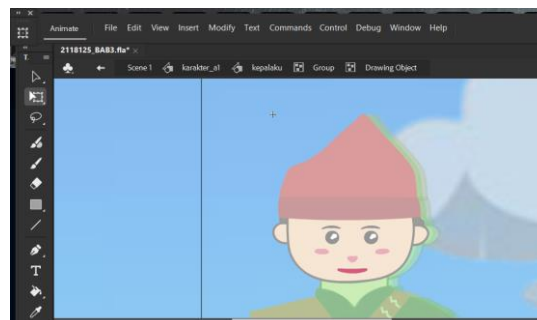 Animate File Edit View Insert Modify Text Commands Control Debug Window Help
2118125_BAB3.fla* ×
Scene 1 karakter_a1 kepalaku Group Drawing Object
T